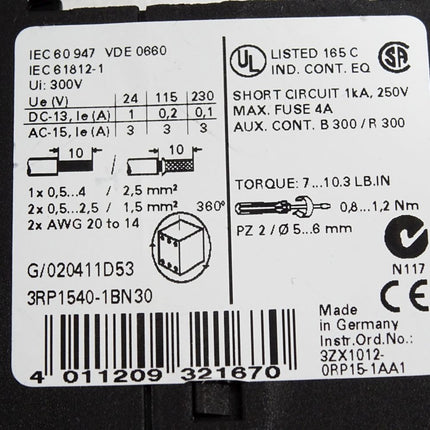 IEC 60 947 VDE 0660
IEC 61812-1
Ui: 300V
Ue (V) 24 115 230
DC-13, Ie (A) 1 0,2 0,1
AC-15, Ie (A) 3 3 3
10 / 10
1x 0,5...4 / 2,5 mm²
2x 0,5...2,5 / 1,5 mm²
2x AWG 20 to 14
360°
G/020411D53
3RP1540-1BN30
UL LISTED 165 C
IND. CONT. EQ
SA
SHORT CIRCUIT 1kA, 250V
MAX. FUSE 4A
AUX. CONT. B 300 / R 300
TORQUE: 7...10.3 LB.IN
0,8...1,2 Nm
PZ 2 / Ø 5...6 mm
N117
CE
Made
in Germany
Instr.Ord.No.:
3ZX1012-
0RP15-1AA1
4 011209 321670